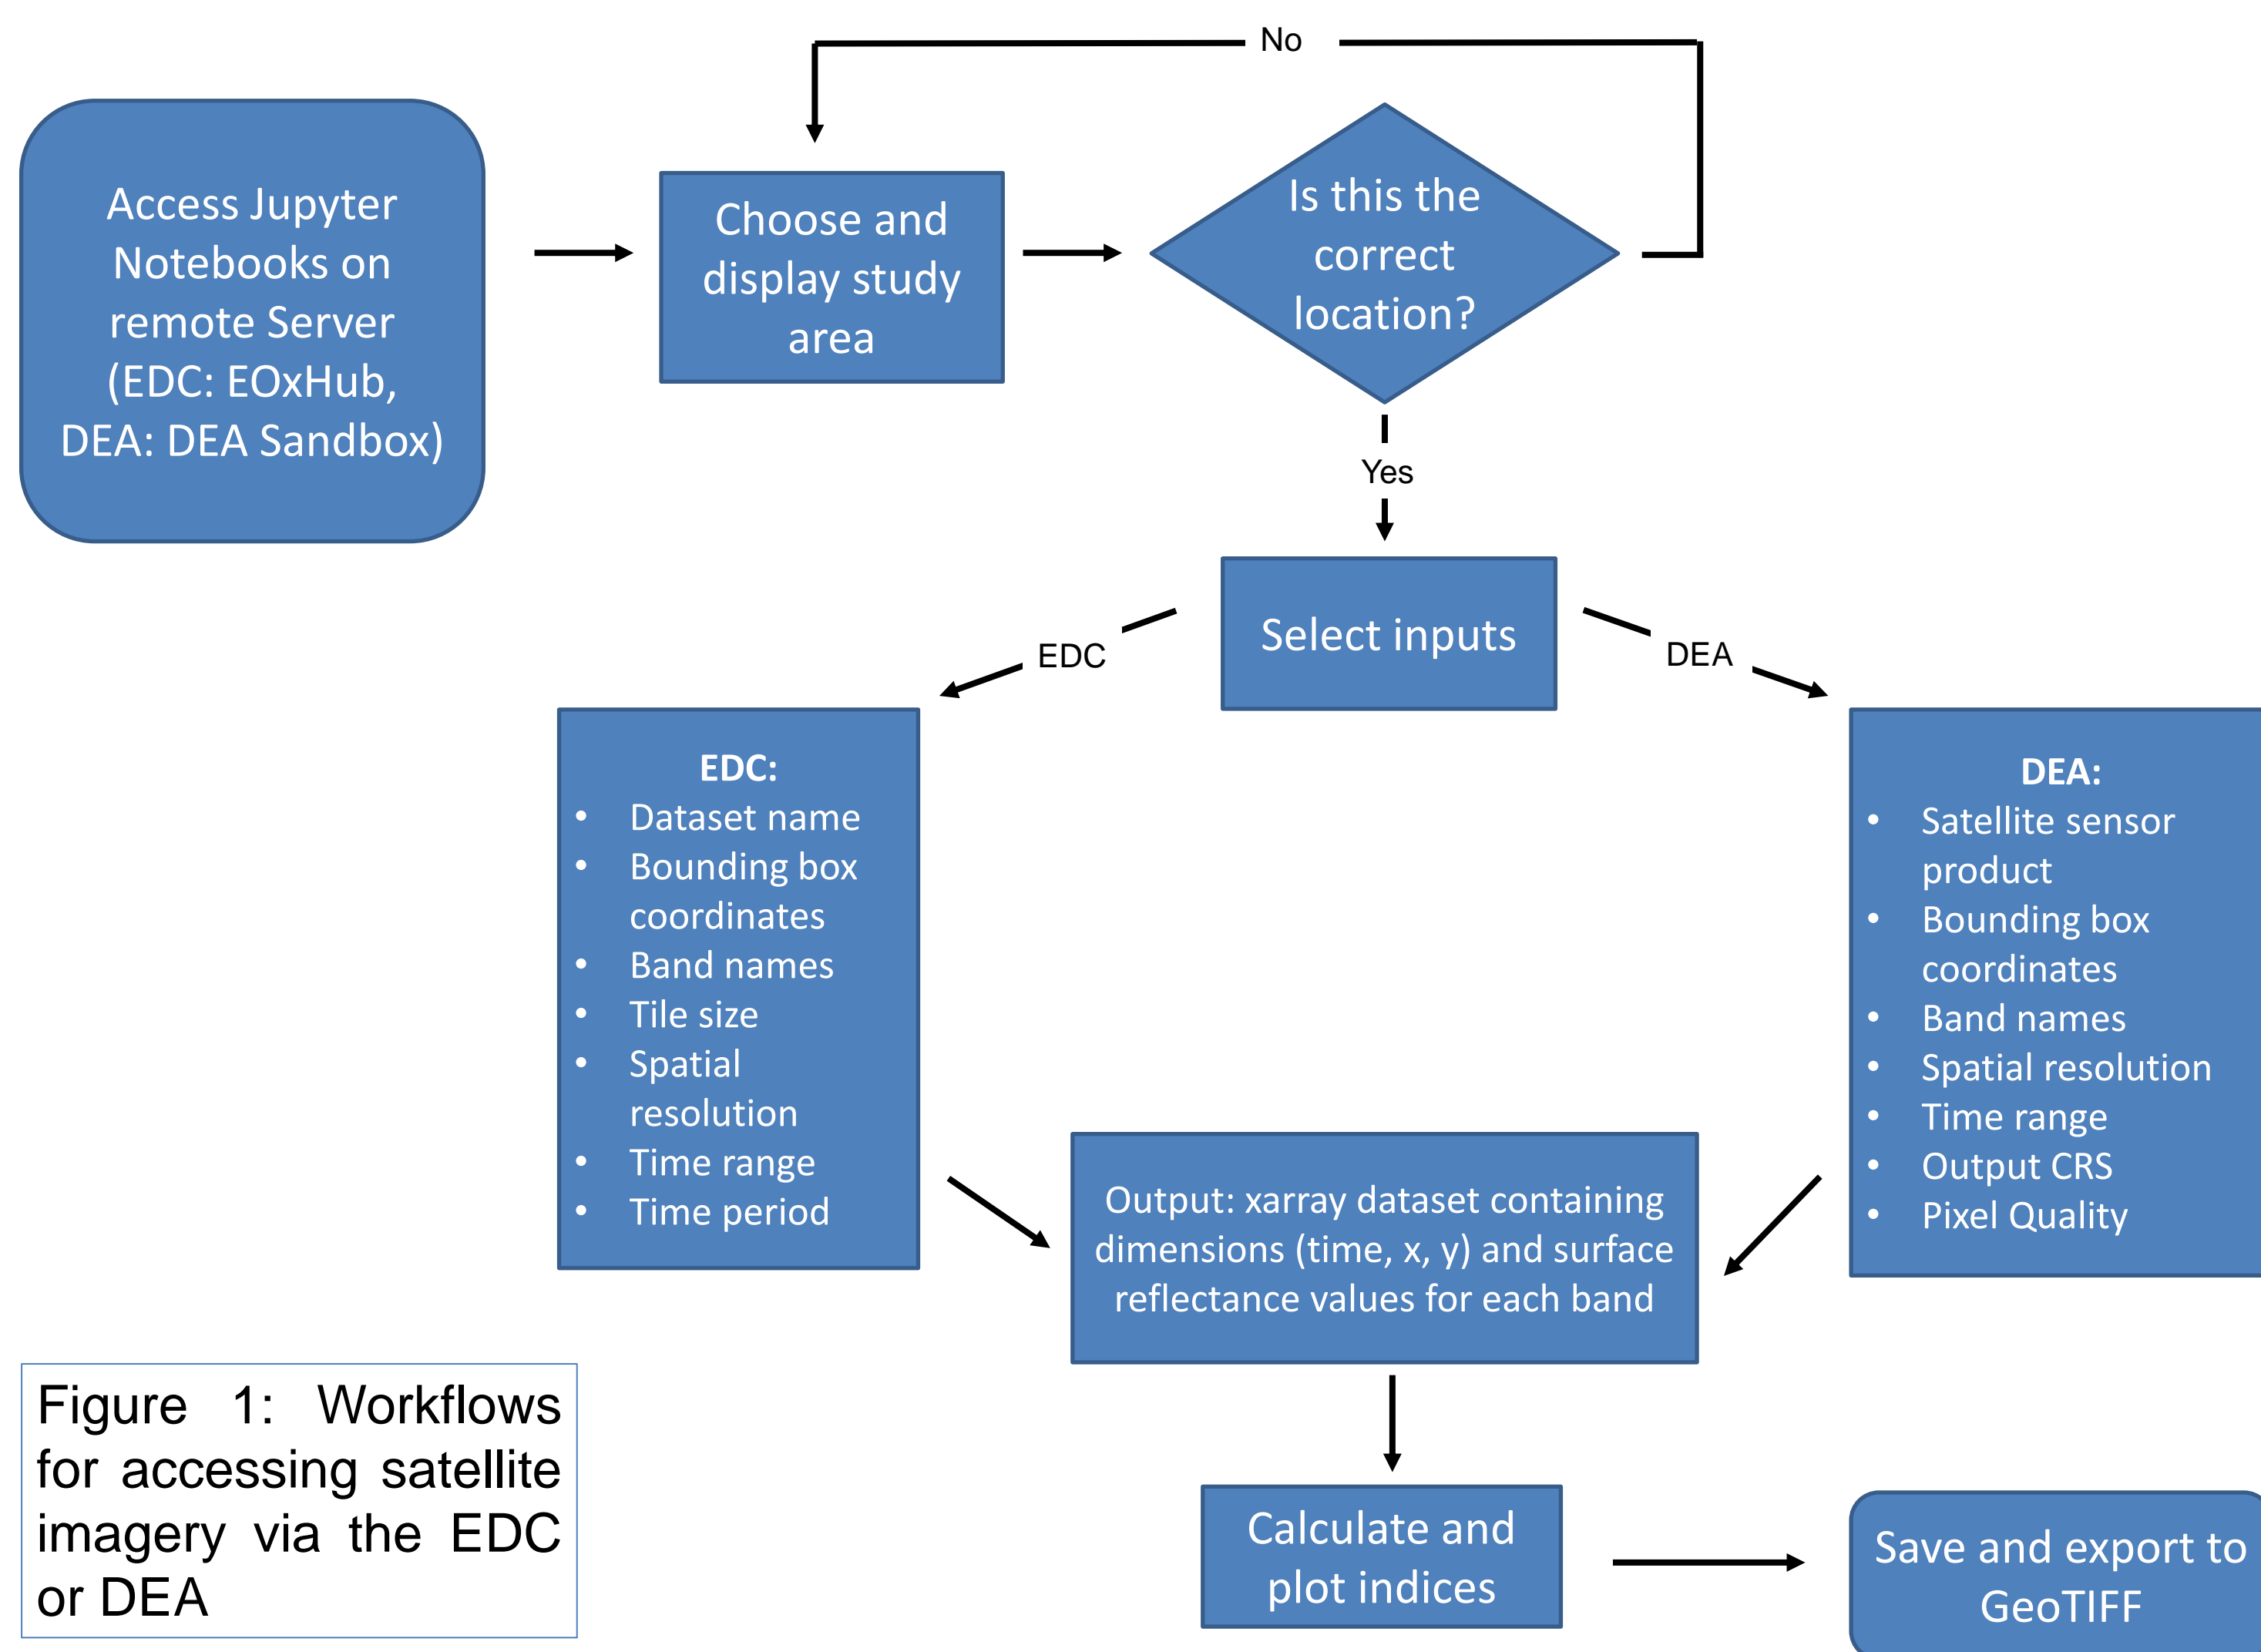 No
Access Jupyter
Notebooks on
remote Server
(EDC: EOxHub,
DEA: DEA Sandbox)
Choose and
display study
area
Is this the
correct
location?
Yes
Select inputs
EDC
DEA
EDC:
• Dataset name
• Bounding box
coordinates
• Band names
• Tile size
• Spatial
resolution
• Time range
• Time period
DEA:
• Satellite sensor
product
• Bounding box
coordinates
• Band names
• Spatial resolution
• Time range
• Output CRS
• Pixel Quality
Output: xarray dataset containing
dimensions (time, x, y) and surface
reflectance values for each band
Calculate and
plot indices
Save and export to
GeoTIFF
Figure 1: Workflows
for accessing satellite
imagery via the EDC
or DEA